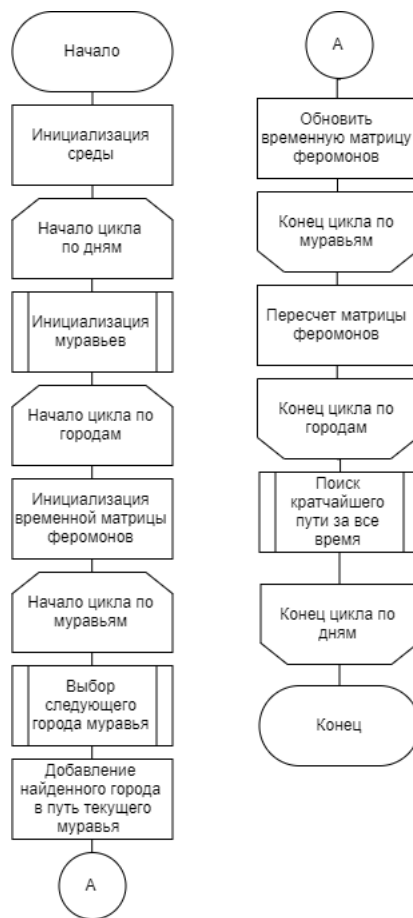 Начало
Инициализация
среды
Начало цикла
по дням
Инициализация
муравьев
Начало цикла по
городам
Инициализация
временной матрицы
феромонов
Начало цикла по
муравьям
Выбор
следующего
города муравья
Добавление
найденного города
в путь текущего
муравья
А
А
Обновить
временную матрицу
феромонов
Конец цикла по
муравьям
Пересчет матрицы
феромонов
Конец цикла по
городам
Поиск
кратчайшего
пути за все
время
Конец цикла по
дням
Конец